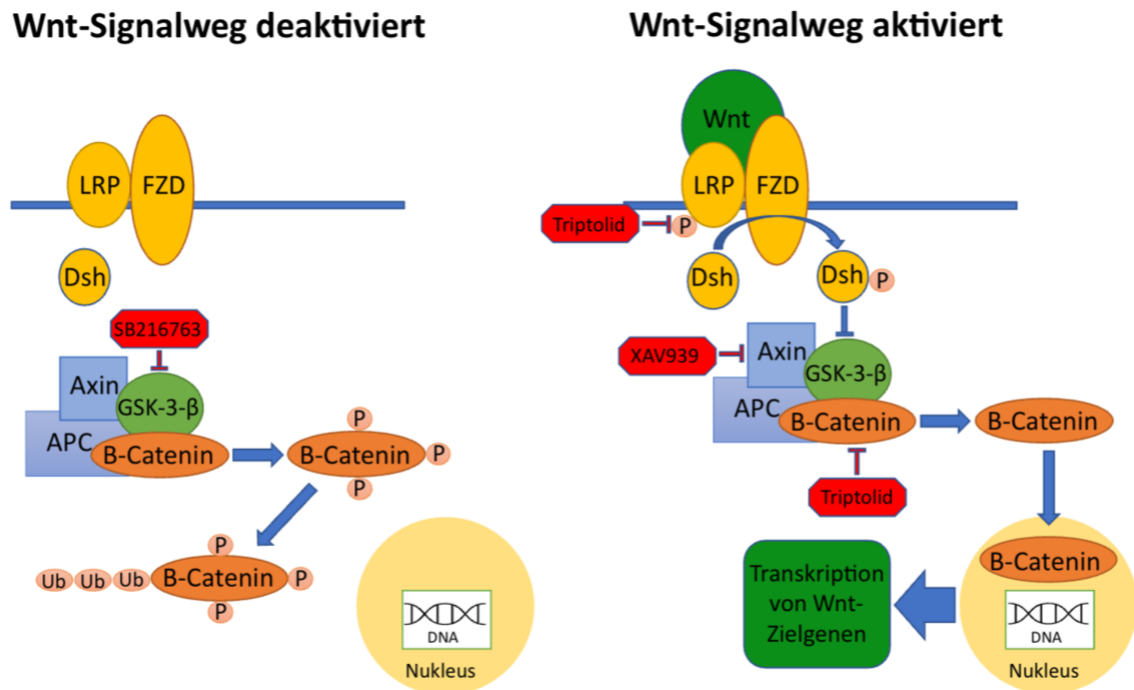 Wnt-Signalweg deaktiviert
LRP
FZD
Dsh
SB216763
Axin
GSK-3-β
APC
B-Catenin
P
B-Catenin
P
P
P
Ub
Ub
Ub
B-Catenin
P
P
DNA
Nukleus
Wnt-Signalweg aktiviert
Wnt
LRP
FZD
Triptolid
P
Dsh
Dsh
P
XAV939
Axin
GSK-3-β
APC
B-Catenin
B-Catenin
Triptolid
B-Catenin
Transkription
von Wnt-
Zielgenen
DNA
Nukleus